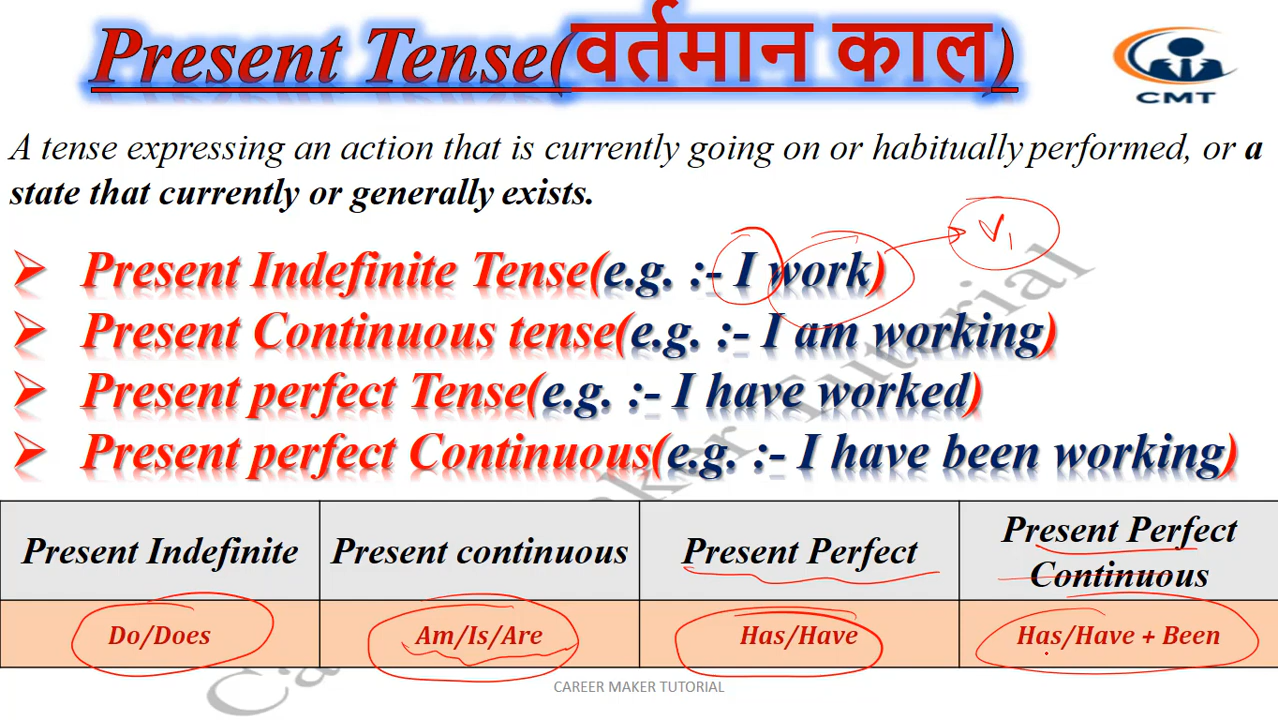 Present Tense(वर्तमान काल)
CMT
A tense expressing an action that is currently going on or habitually performed, or a
state that currently or generally exists.
➢ Present Indefinite Tense(e.g. :- I work)
V1
➢ Present Continuous tense(e.g. :- I am working)
➢ Present perfect Tense(e.g. :- I have worked)
➢ Present perfect Continuous(e.g. :- I have been working)
Present Indefinite
Present continuous
Present Perfect
Present Perfect
Continuous
Do/Does
Am/Is/Are
Has/Have
Has/Have + Been
Career Maker Tutorial
CAREER MAKER TUTORIAL